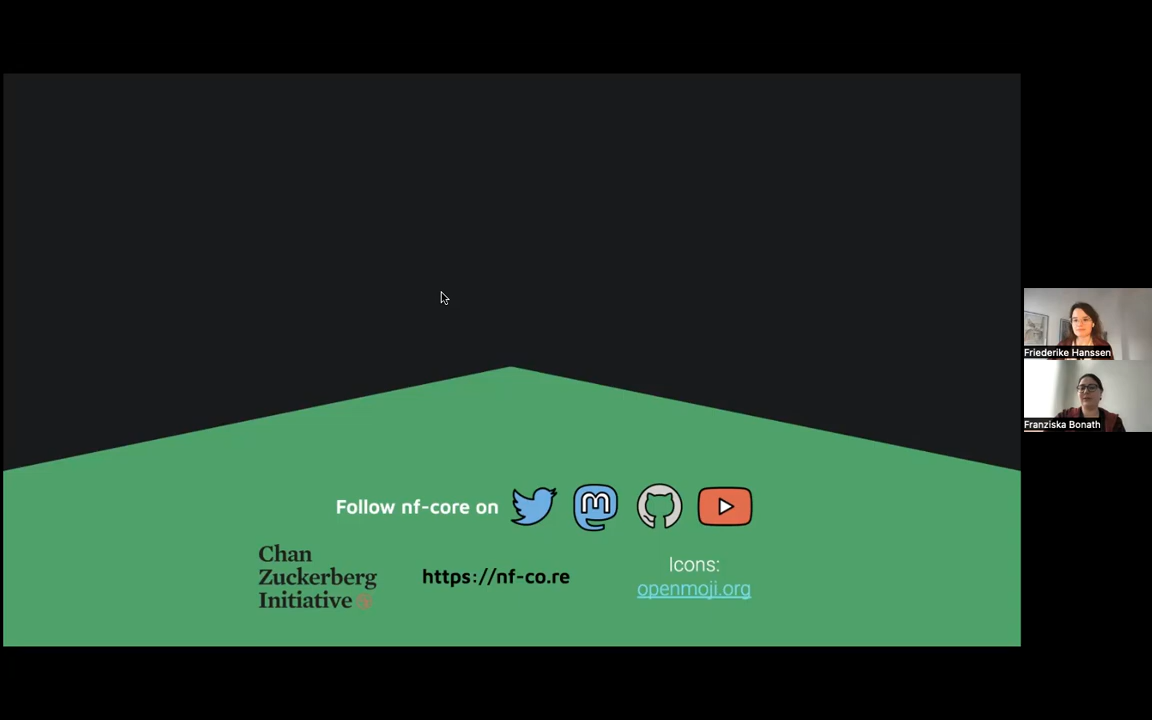 Friederike Hanssen
Franziska Bonath
Follow nf-core on
Chan
Zuckerberg
Initiative
https://nf-co.re
Icons:
openmoji.org